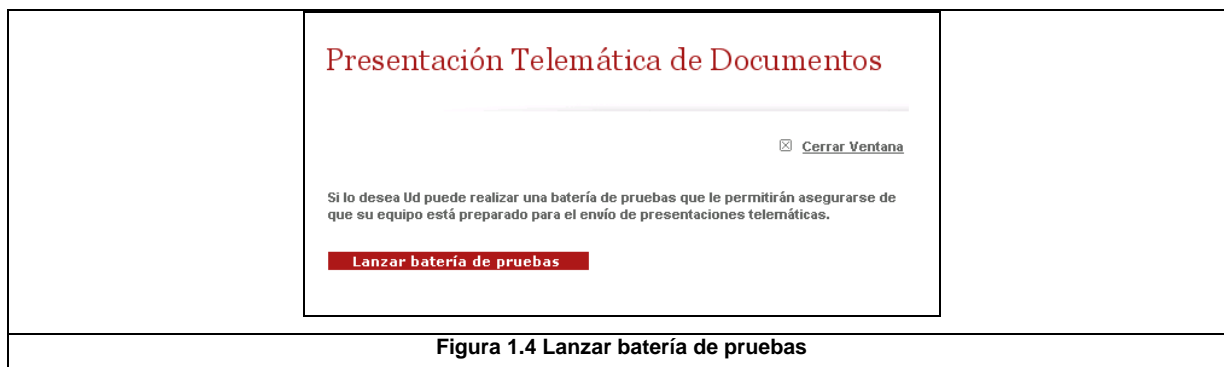 Presentación Telemática de Documentos
Cerrar Ventana
Si lo desea Ud puede realizar una batería de pruebas que le permitirán asegurarse de
que su equipo está preparado para el envío de presentaciones telemáticas.
Lanzar batería de pruebas
Figura 1.4 Lanzar batería de pruebas